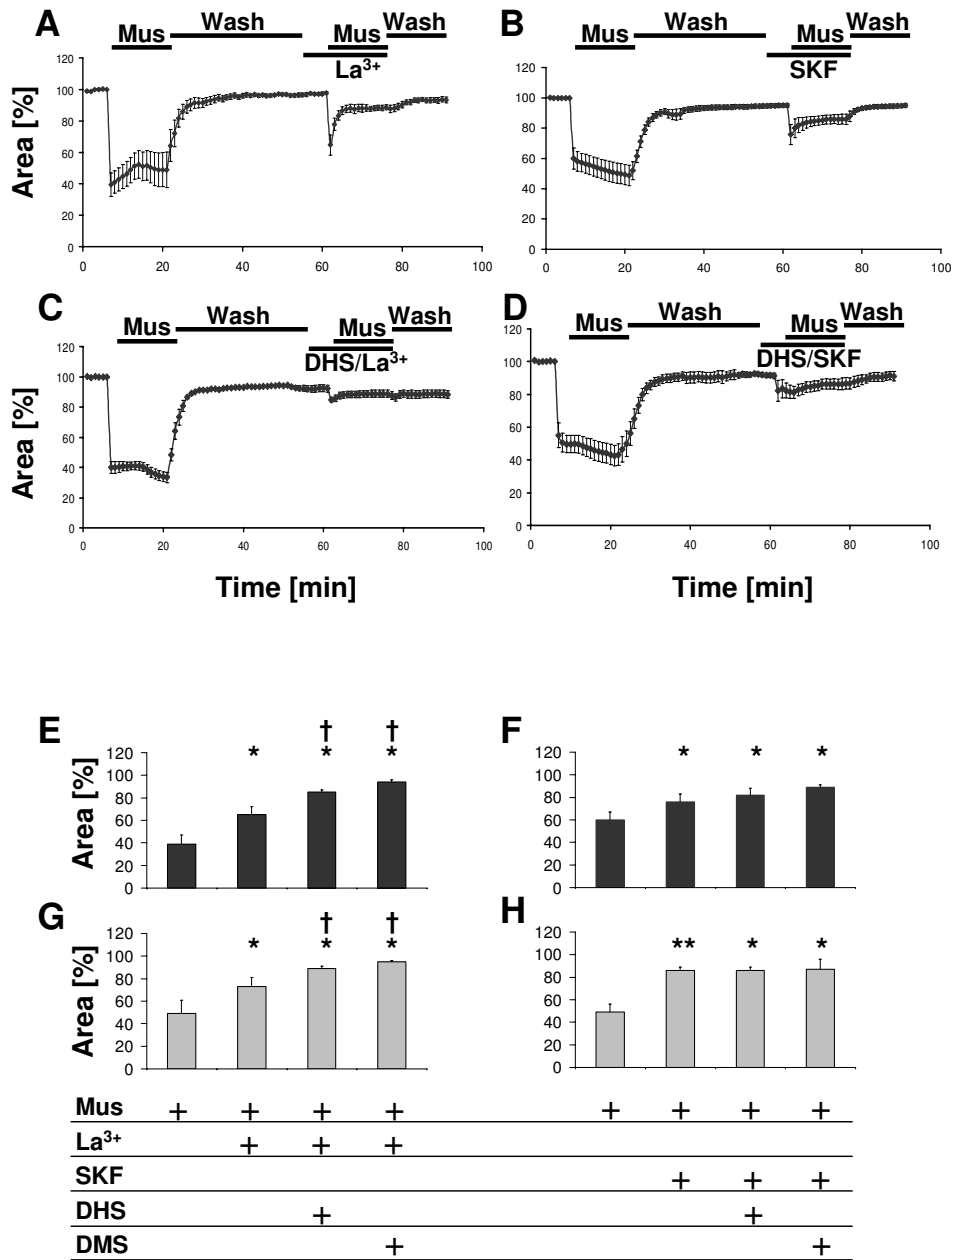 A
Mus
Wash
Mus
Wash
La³⁺
Area [%]
120
100
80
60
40
20
0
0 20 40 60 80 100
B
Mus
Wash
Mus
Wash
SKF
120
100
80
60
40
20
0
0 20 40 60 80 100
C
Mus
Wash
Mus
Wash
DHS/La³⁺
Area [%]
120
100
80
60
40
20
0
0 20 40 60 80 100
Time [min]
D
Mus
Wash
Mus
Wash
DHS/SKF
120
100
80
60
40
20
0
0 20 40 60 80 100
Time [min]
E
Area [%]
120
100
80
60
40
20
0
† †
* * *
F
120
100
80
60
40
20
0
* * *
G
Area [%]
120
100
80
60
40
20
0
† †
* * *
H
120
100
80
60
40
20
0
** * *
Mus + + + + + + + +
La³⁺ + + +
SKF + + +
DHS + +
DMS + +